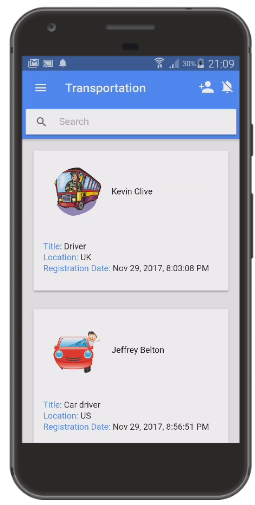 30% 21:09
Transportation
Search
Kevin Clive
Title: Driver
Location: UK
Registration Date: Nov 29, 2017, 8:03:08 PM
Jeffrey Belton
Title: Car driver
Location: US
Registration Date: Nov 29, 2017, 8:56:51 PM